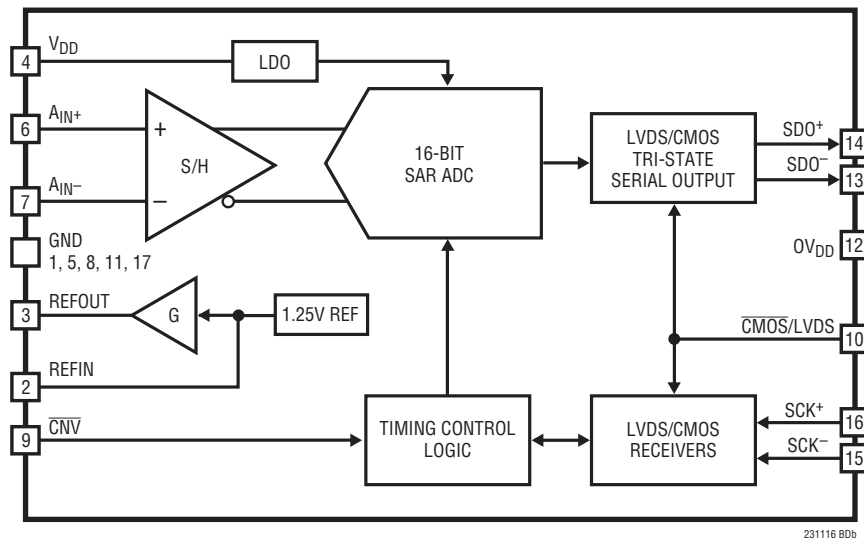 4
VDD
LDO
6
AIN+
+
S/H
7
AIN–
–
16-BIT
SAR ADC
LVDS/CMOS
TRI-STATE
SERIAL OUTPUT
SDO+
14
SDO–
13
GND
1, 5, 8, 11, 17
OVDD
12
3
REFOUT
G
1.25V REF
2
REFIN
CMOS/LVDS
10
9
CNV
TIMING CONTROL
LOGIC
LVDS/CMOS
RECEIVERS
SCK+
16
SCK–
15
231116 BDb